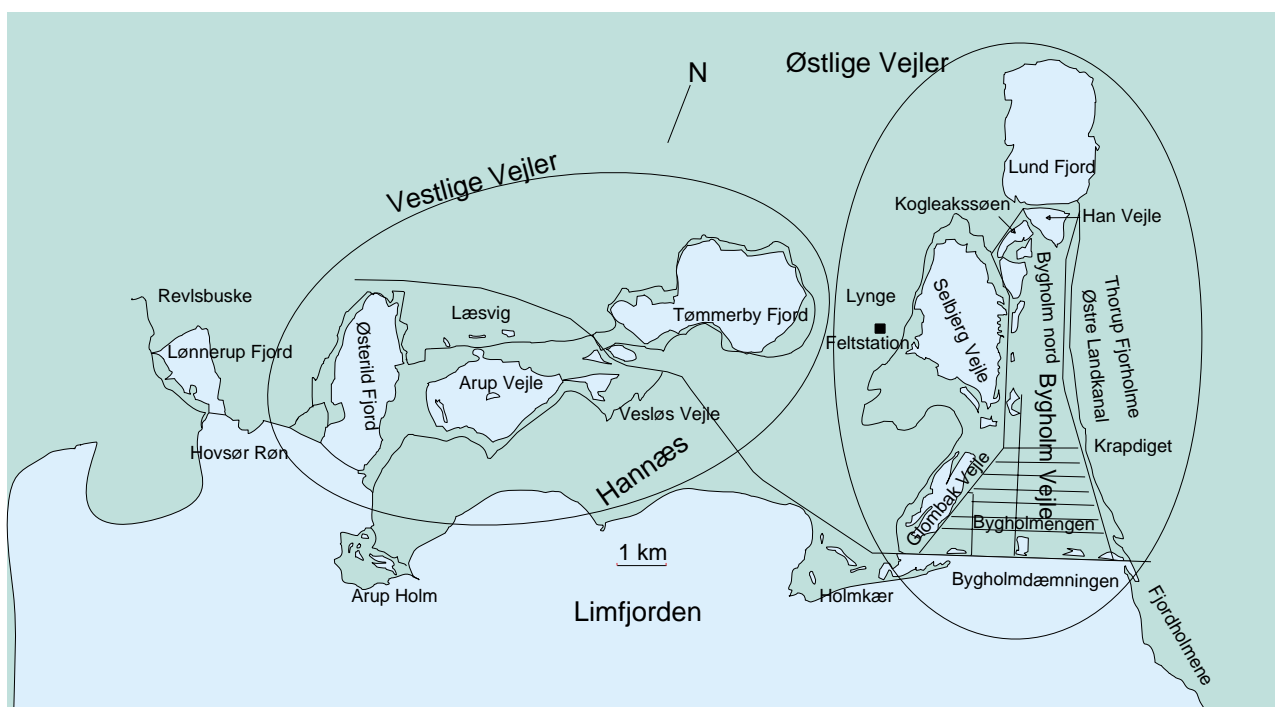 Østlige Vejler
N
Vestlige Vejler
Lund Fjord
Kogleakssøen
Han Vejle
Revlsbuske
Læsvig
Lynge
Tømmerby Fjord
Feltstation
Selbjerg Vejle
Bygholm nord
Bygholm Vejle
Thorup Fjorholme
Østre Landkanal
Lønnerup Fjord
Østerild Fjord
Arup Vejle
Vesløs Vejle
Hovsør Røn
Hannæs
Krapdiget
Glombak Vejle
Bygholmengen
1 km
Arup Holm
Limfjorden
Holmkær
Bygholmdæmningen
Fjordholmene